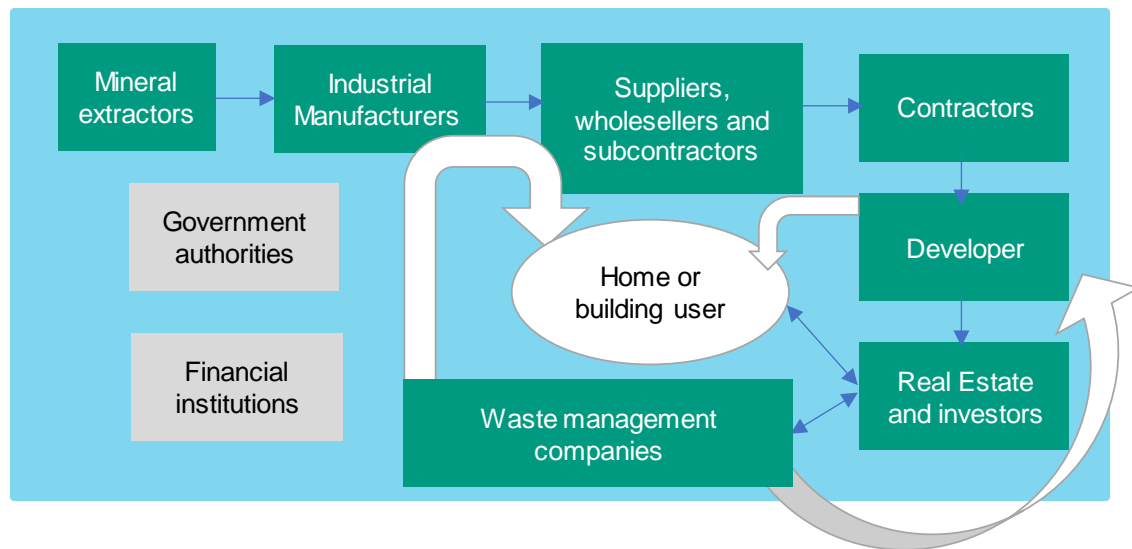 Mineral
extractors
Industrial
Manufacturers
Suppliers,
wholesellers and
subcontractors
Contractors
Government
authorities
Developer
Home or
building user
Financial
institutions
Real Estate
and investors
Waste management
companies